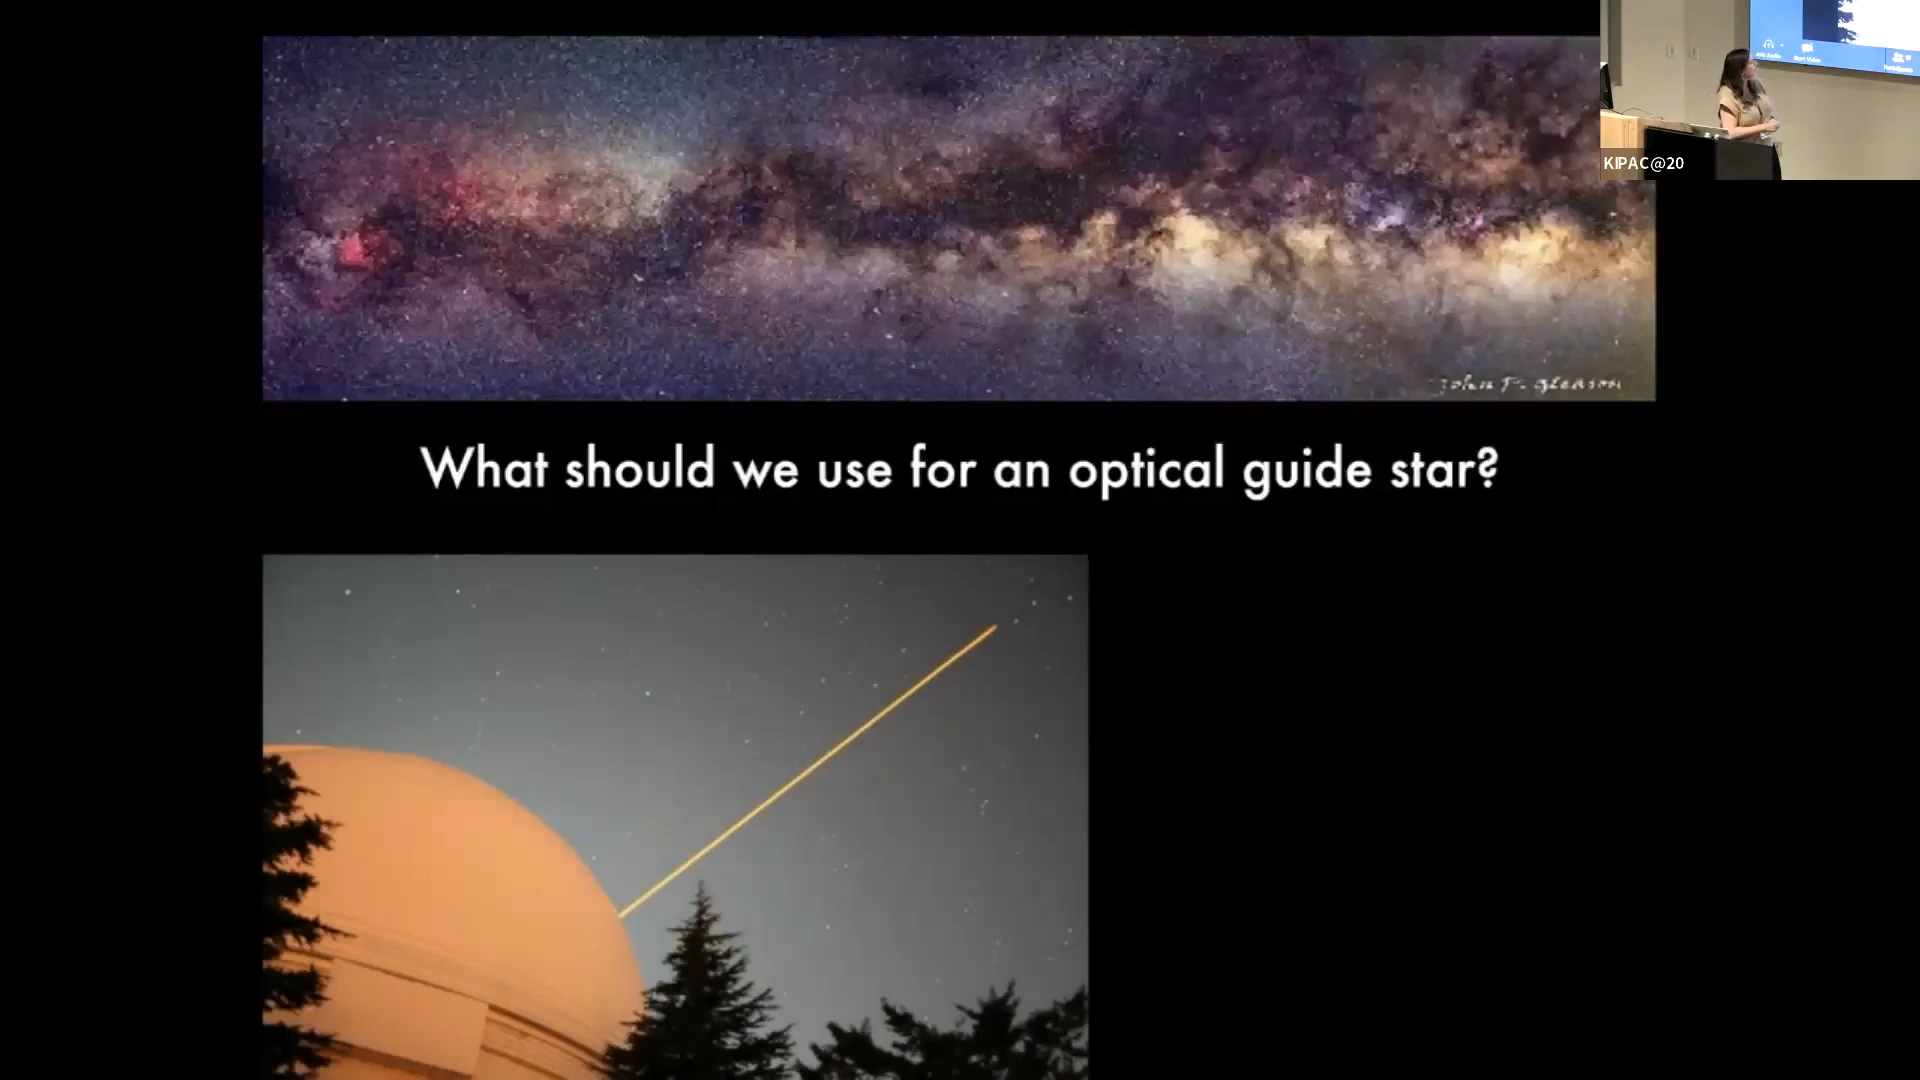 KIPAC@20
John P. Gleason
What should we use for an optical guide star?